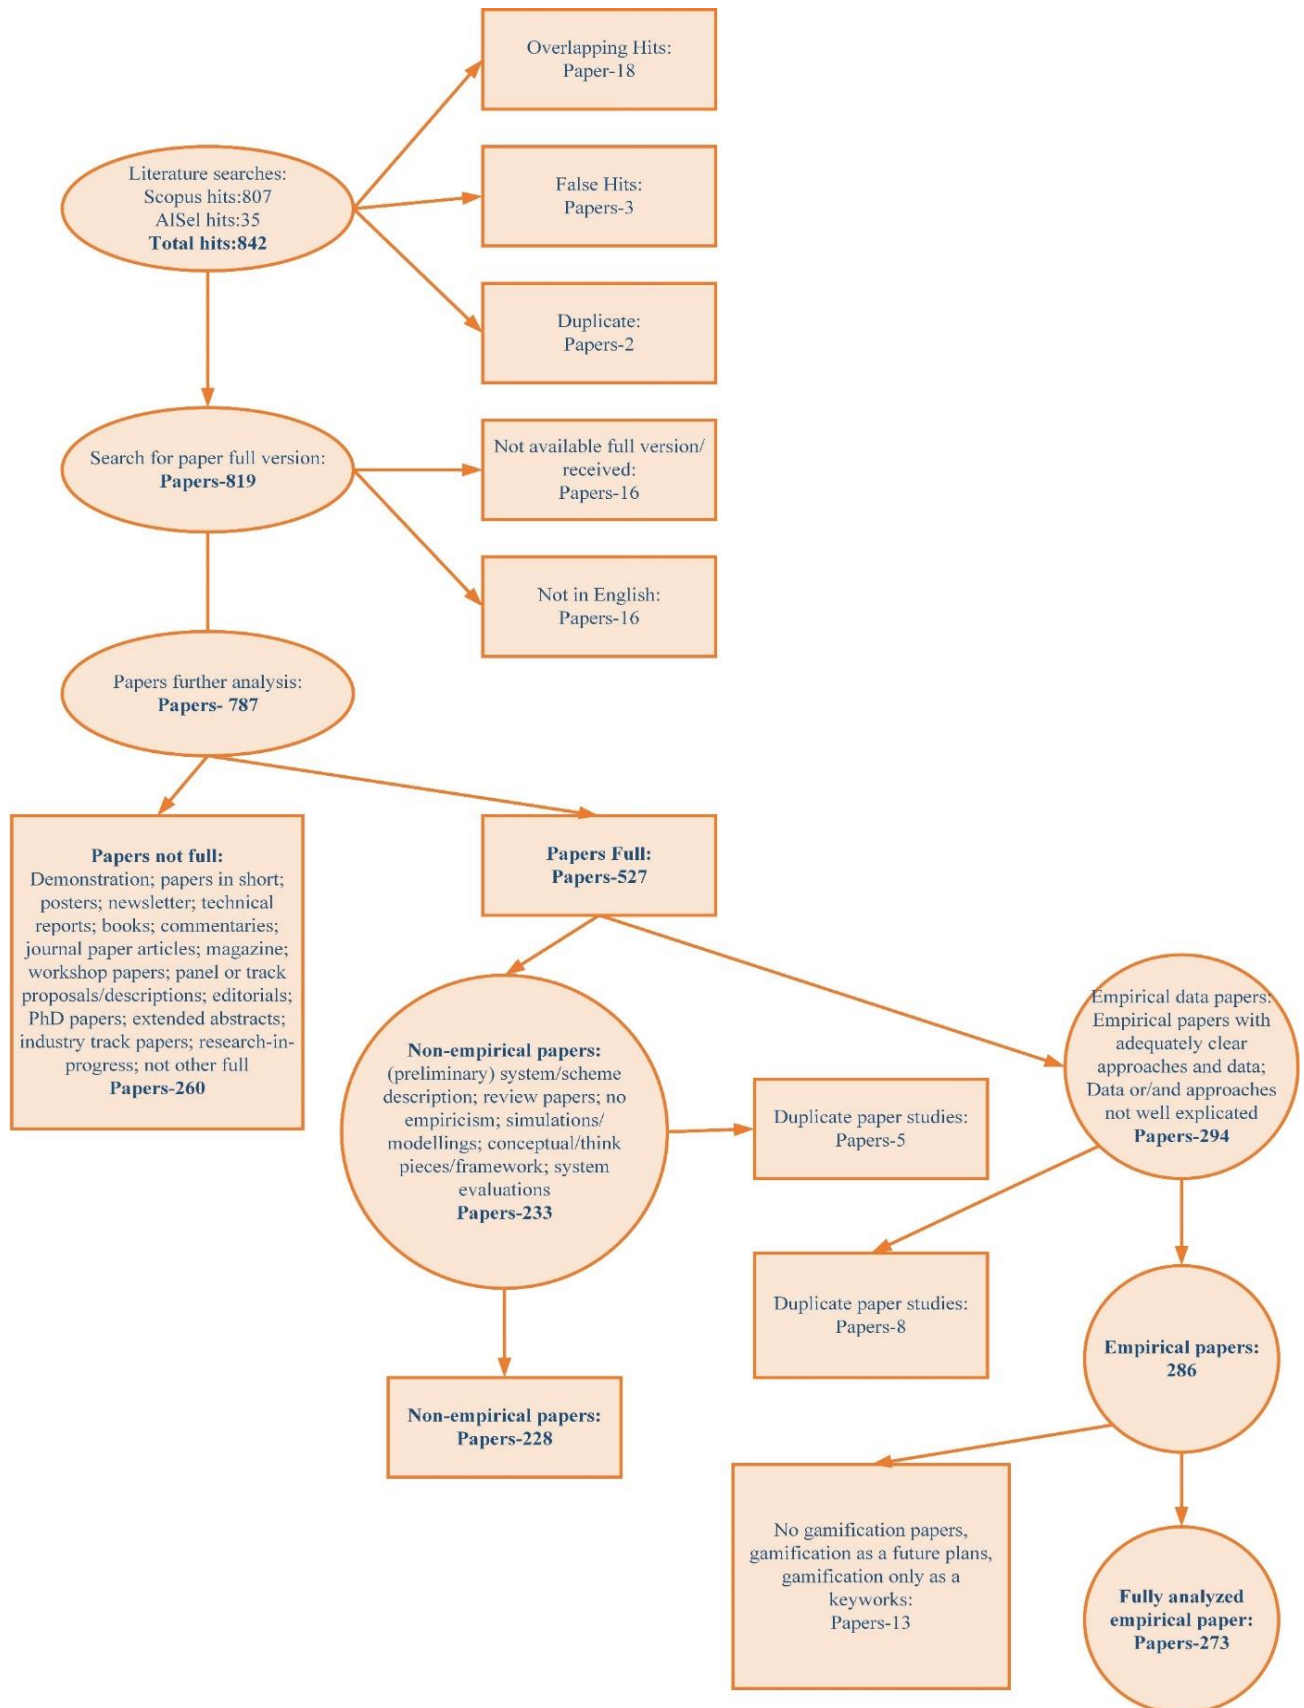 Overlapping Hits:
Paper-18
Literature searches:
Scopus hits:807
AlSel hits:35
Total hits:842
False Hits:
Papers-3
Duplicate:
Papers-2
Search for paper full version:
Papers-819
Not available full version/
received:
Papers-16
Not in English:
Papers-16
Papers further analysis:
Papers- 787
Papers not full:
Demonstration; papers in short;
posters; newsletter; technical
reports; books; commentaries;
journal paper articles; magazine;
workshop papers; panel or track
proposals/descriptions; editorials;
PhD papers; extended abstracts;
industry track papers; research-in-
progress; not other full
Papers-260
Papers Full:
Papers-527
Non-empirical papers:
(preliminary) system/scheme
description; review papers; no
empiricism; simulations/
modellings; conceptual/think
pieces/framework; system
evaluations
Papers-233
Empirical data papers:
Empirical papers with
adequately clear
approaches and data;
Data or/and approaches
not well explicated
Papers-294
Duplicate paper studies:
Papers-5
Duplicate paper studies:
Papers-8
Empirical papers:
286
Non-empirical papers:
Papers-228
No gamification papers,
gamification as a future plans,
gamification only as a
keyworks:
Papers-13
Fully analyzed
empirical paper:
Papers-273